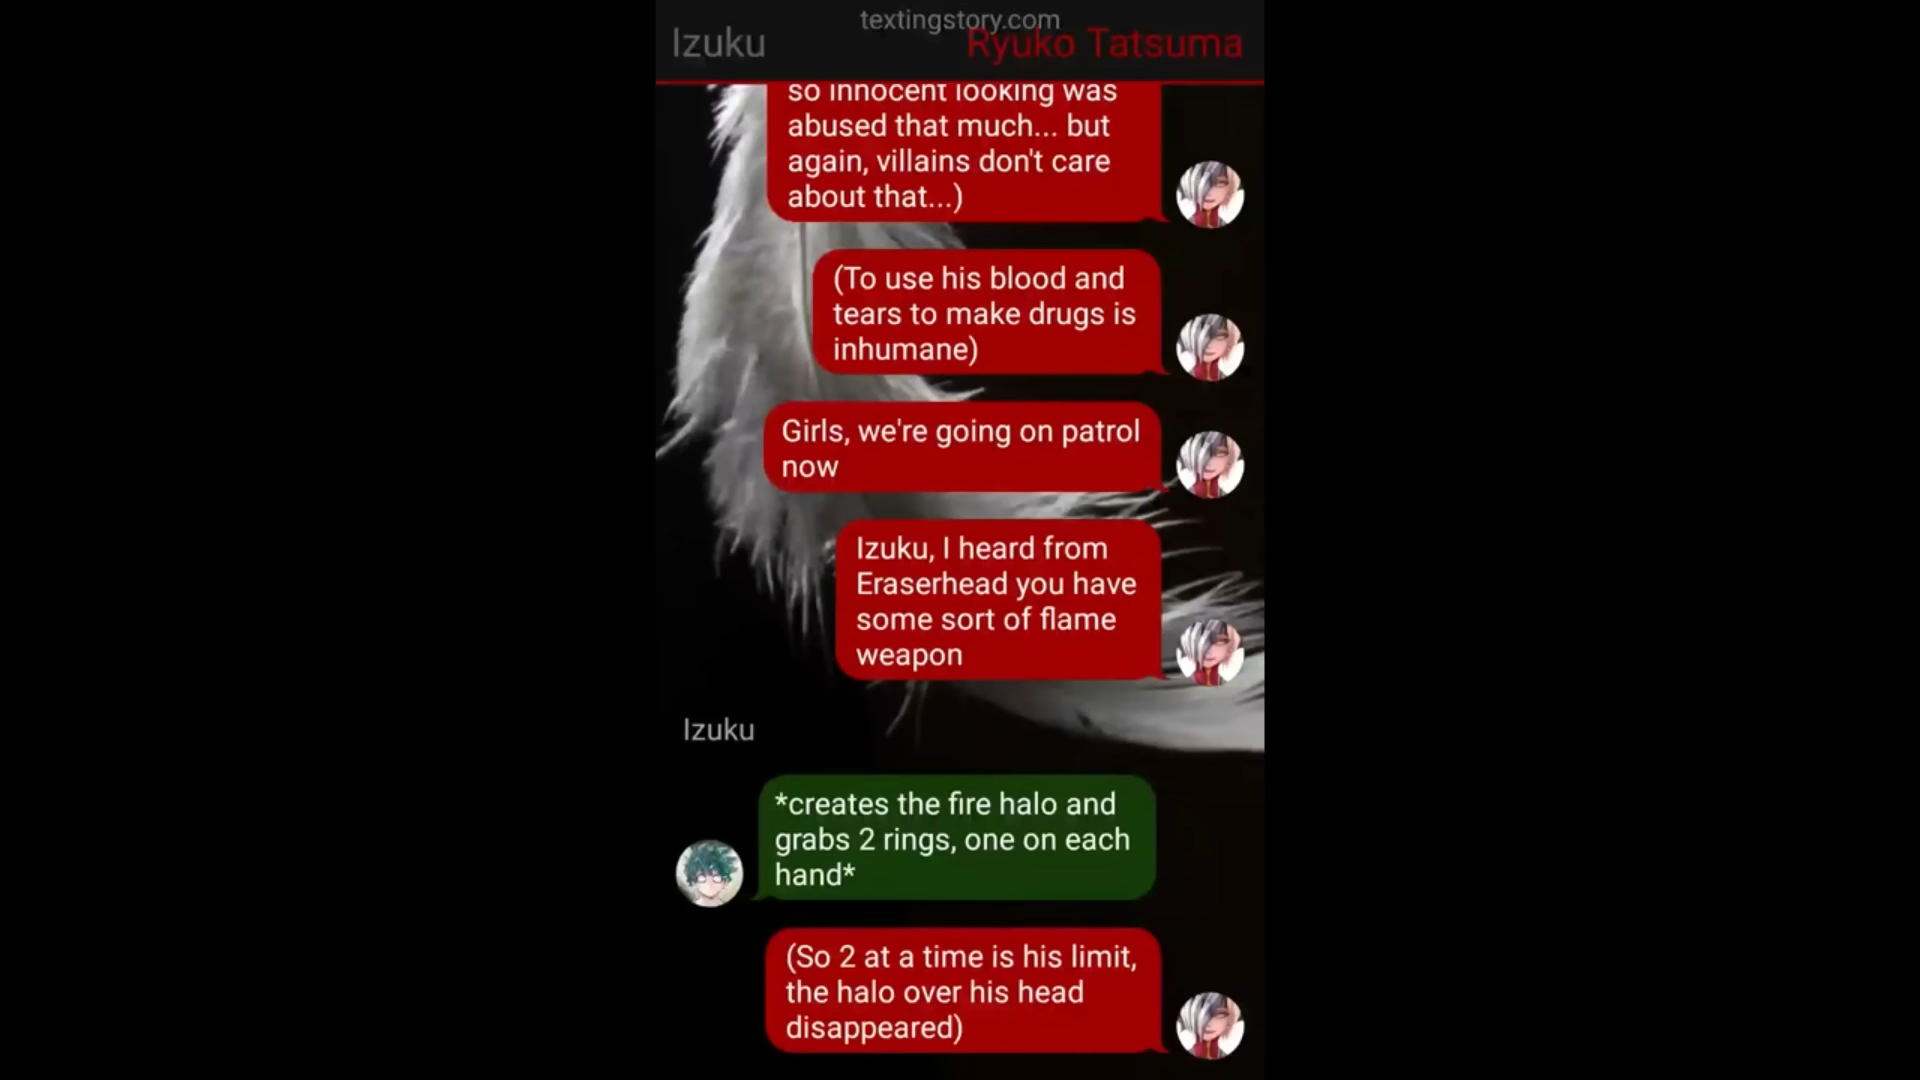 textingstory.com
Izuku
Ryuko Tatsuma
so innocent looking was
abused that much... but
again, villains don't care
about that...)
(To use his blood and
tears to make drugs is
inhumane)
Girls, we're going on patrol
now
Izuku, I heard from
Eraserhead you have
some sort of flame
weapon
Izuku
*creates the fire halo and
grabs 2 rings, one on each
hand*
(So 2 at a time is his limit,
the halo over his head
disappeared)